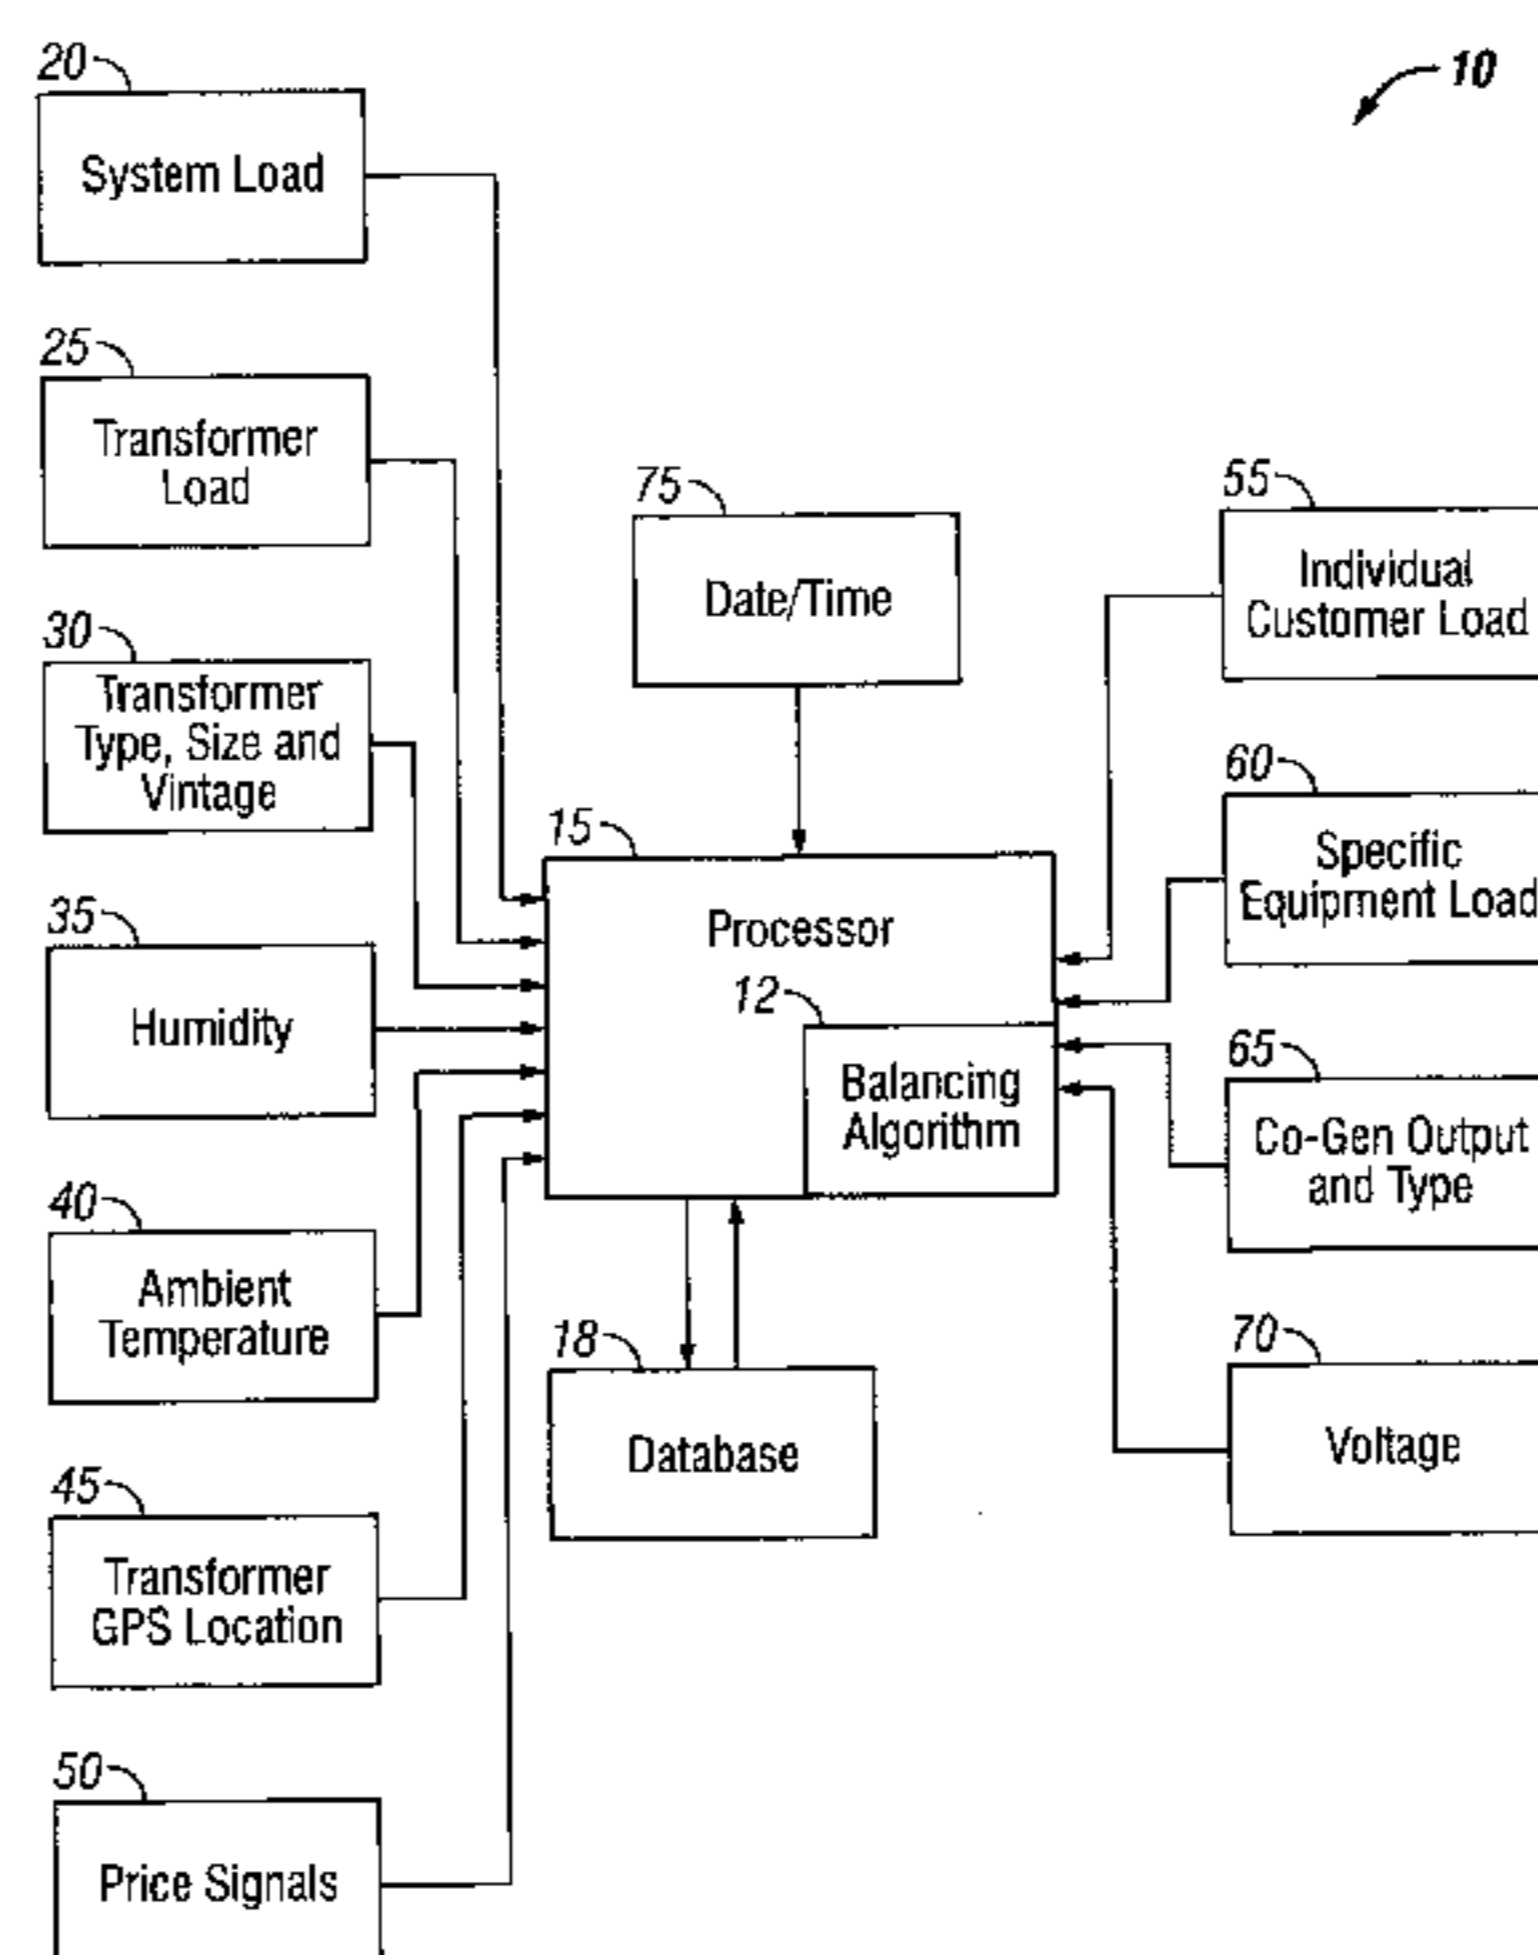 20
System Load
10
25
Transformer
Load
30
Transformer
Type, Size and
Vintage
35
Humidity
40
Ambient
Temperature
45
Transformer
GPS Location
50
Price Signals
75
Date/Time
15
Processor
12
Balancing
Algorithm
18
Database
55
Individual
Customer Load
60
Specific
Equipment Load
65
Co-Gen Output
and Type
70
Voltage